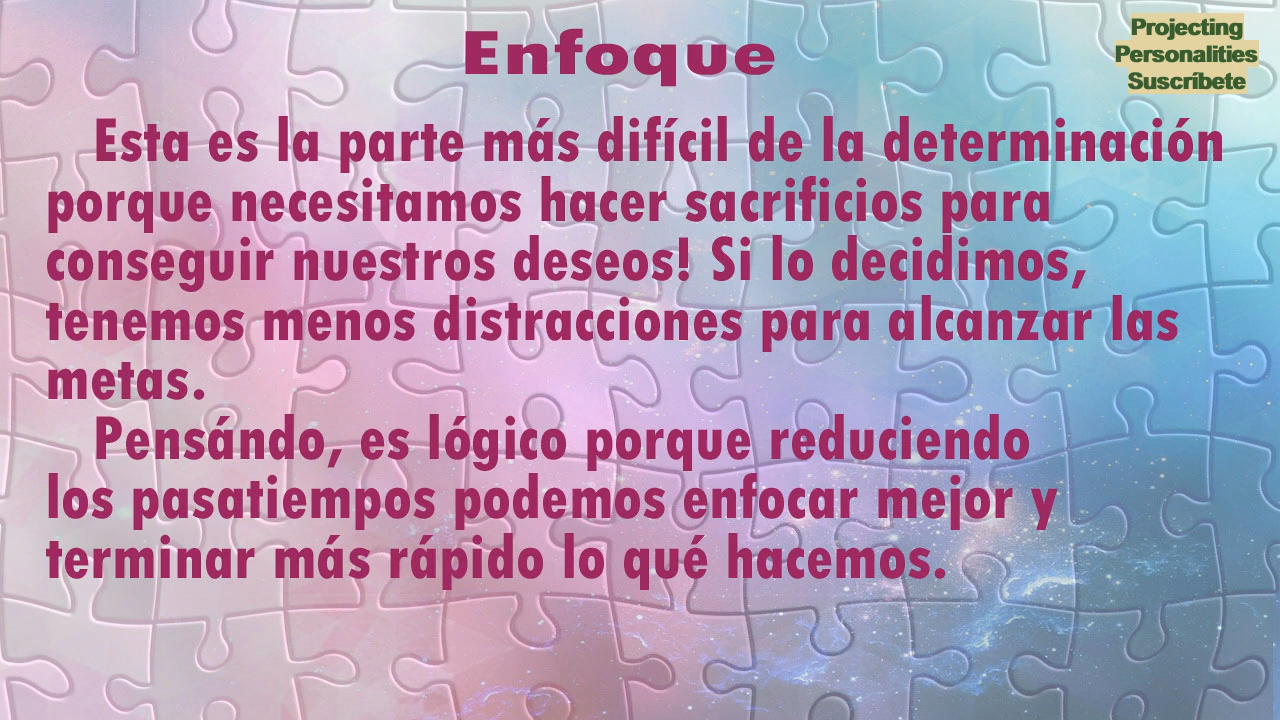 Enfoque
Projecting
Personalities
Suscríbete
Esta es la parte más difícil de la determinación
porque necesitamos hacer sacrificios para
conseguir nuestros deseos! Si lo decidimos,
tenemos menos distracciones para alcanzar las
metas.
Pensándo, es lógico porque reduciendo
los pasatiempos podemos enfocar mejor y
terminar más rápido lo qué hacemos.